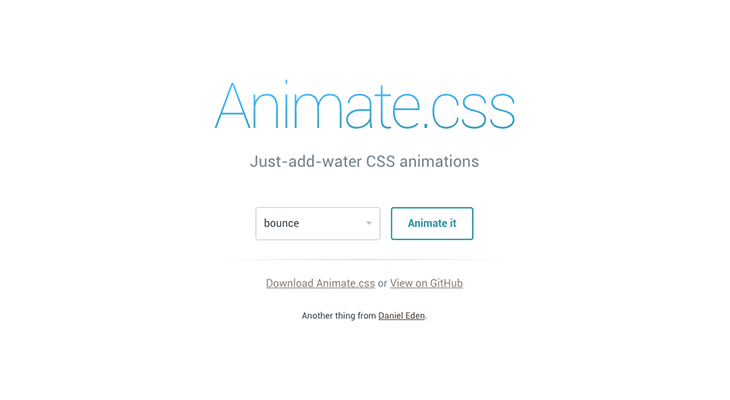 Animate.css
Just-add-water CSS animations
bounce
Animate it
Download Animate.css or View on GitHub
Another thing from Daniel Eden.